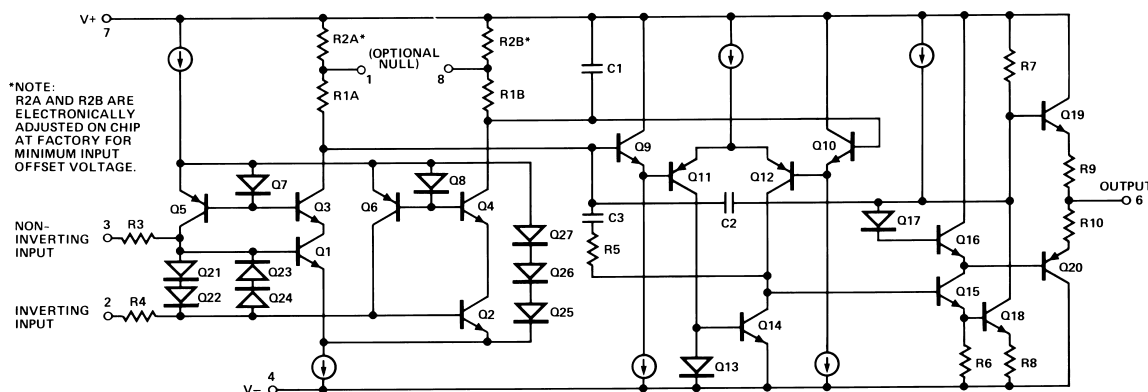 V+
7
R2A*
(OPTIONAL
NULL)
1
8
R2B*
R1A
R1B
C1
*NOTE:
R2A AND R2B ARE
ELECTRONICALLY
ADJUSTED ON CHIP
AT FACTORY FOR
MINIMUM INPUT
OFFSET VOLTAGE.
R7
Q19
Q9
Q10
Q11
Q12
Q7
Q8
Q5
Q3
Q6
Q4
R9
OUTPUT
6
R10
C3
C2
Q17
NON-
INVERTING
INPUT
3
R3
Q1
Q27
R5
Q16
Q20
Q21
Q23
Q26
Q22
Q24
INVERTING
INPUT
2
R4
Q2
Q25
Q15
Q14
Q18
Q13
R6
R8
4
V–